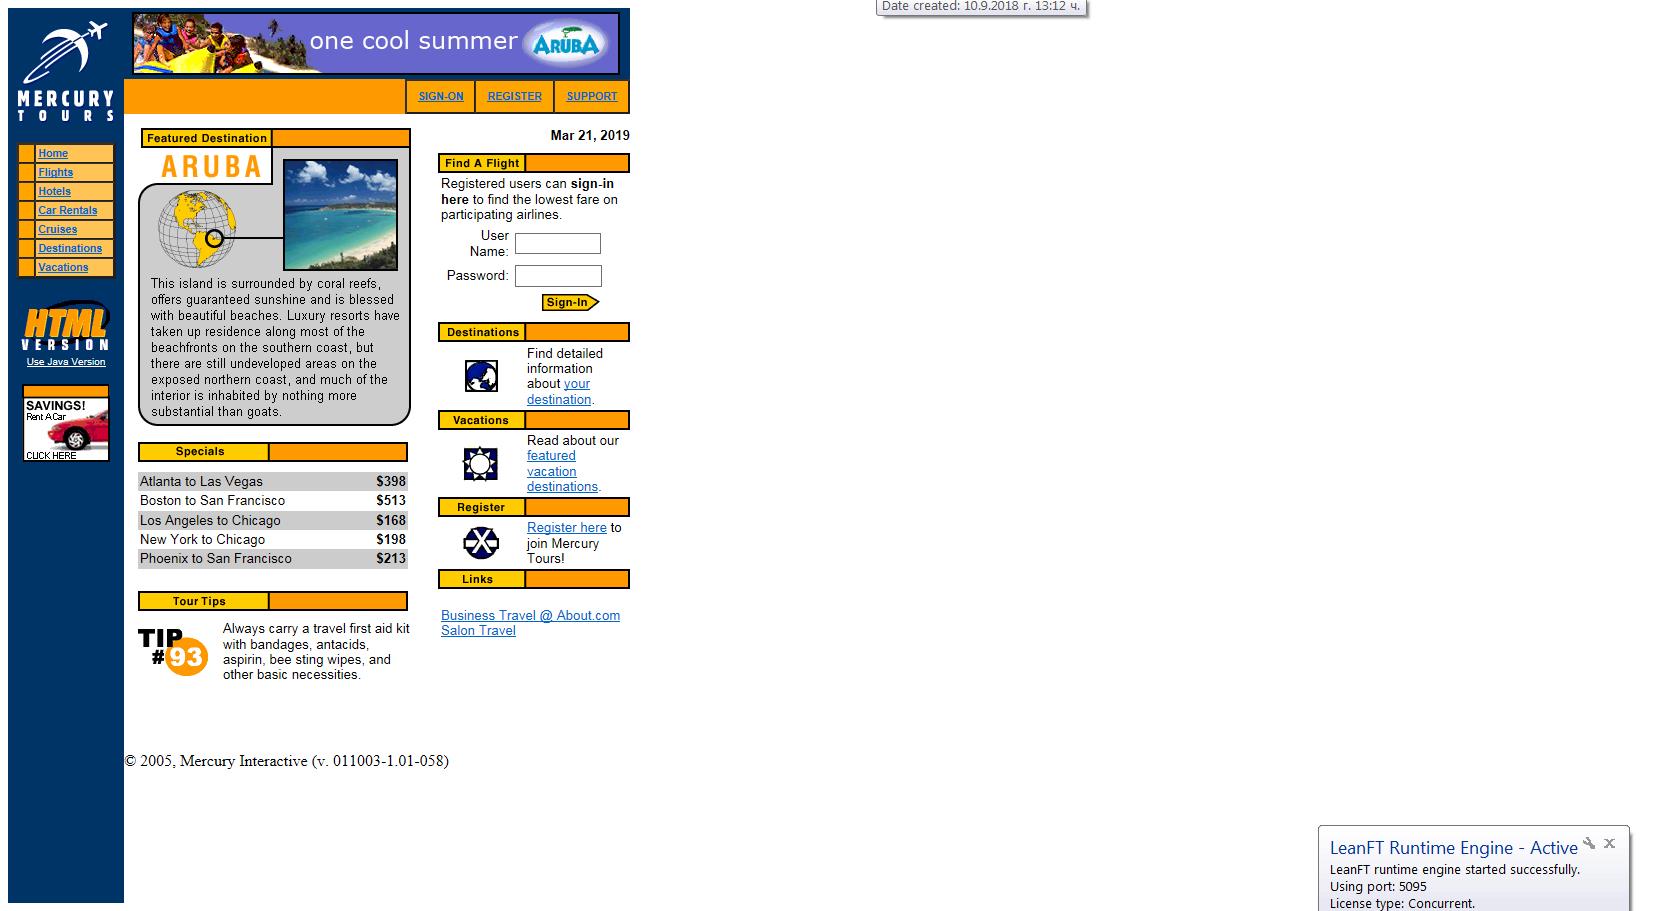 Date created: 10.9.2018 г. 13:12 ч.
MERCURY
TOURS
one cool summer
ARUBA
SIGN-ON
REGISTER
SUPPORT
Home
Flights
Hotels
Car Rentals
Cruises
Destinations
Vacations
HTML
VERSION
Use Java Version
SAVINGS!
Rent A Car
CLICK HERE
Featured Destination
ARUBA
This island is surrounded by coral reefs,
offers guaranteed sunshine and is blessed
with beautiful beaches. Luxury resorts have
taken up residence along most of the
beachfronts on the southern coast, but
there are still undeveloped areas on the
exposed northern coast, and much of the
interior is inhabited by nothing more
substantial than goats.
Specials
Atlanta to Las Vegas $398
Boston to San Francisco $513
Los Angeles to Chicago $168
New York to Chicago $198
Phoenix to San Francisco $213
Tour Tips
TIP
#93
Always carry a travel first aid kit
with bandages, antacids,
aspirin, bee sting wipes, and
other basic necessities.
Mar 21, 2019
Find A Flight
Registered users can sign-in
here to find the lowest fare on
participating airlines.
User
Name:
Password:
Sign-In
Destinations
Find detailed
information
about your
destination.
Vacations
Read about our
featured
vacation
destinations.
Register
Register here to
join Mercury
Tours!
Links
Business Travel @ About.com
Salon Travel
© 2005, Mercury Interactive (v. 011003-1.01-058)
LeanFT Runtime Engine - Active
LeanFT runtime engine started successfully.
Using port: 5095
License type: Concurrent.